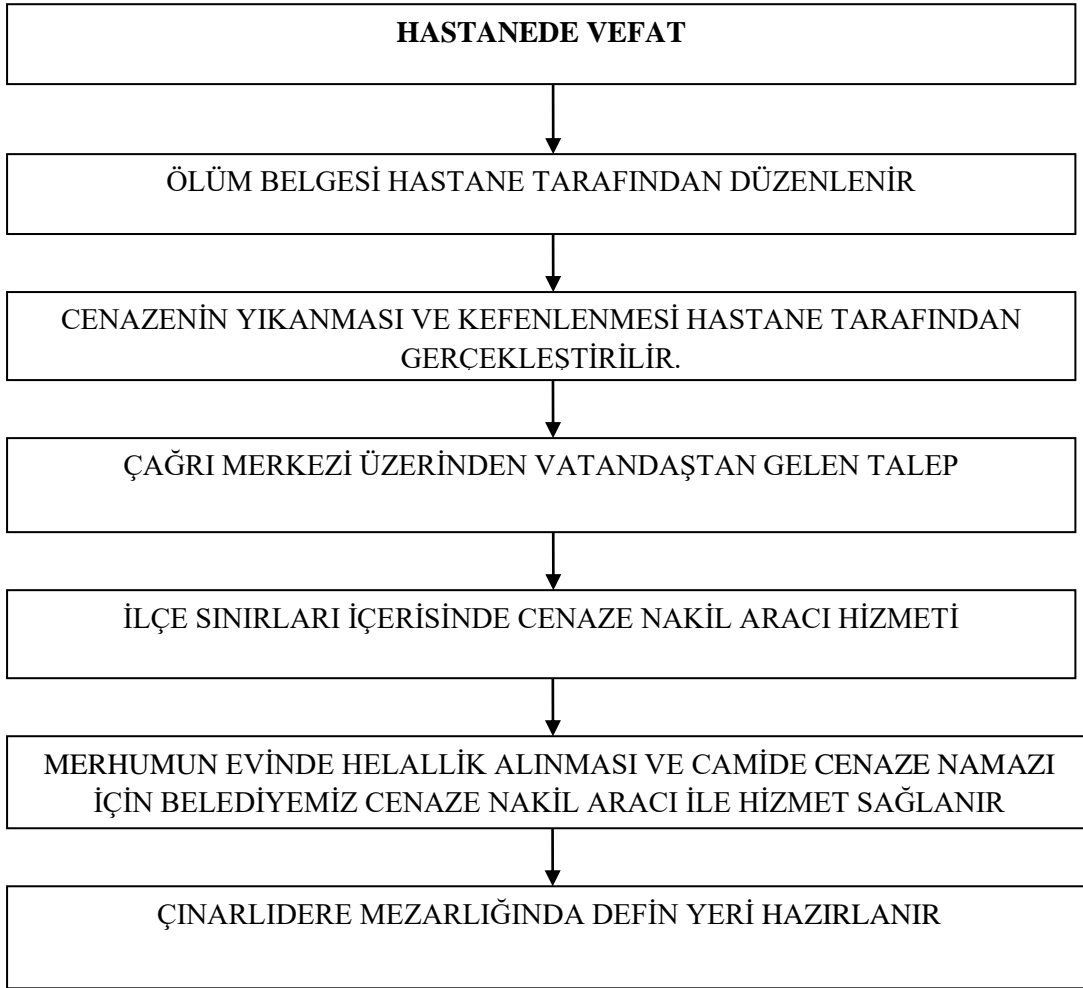 HASTANEDE VEFAT
ÖLÜM BELGESİ HASTANE TARAFINDAN DÜZENLENİR
CENAZENİN YIKANMASI VE KEFENLENMESİ HASTANE TARAFINDAN
GERÇEKLEŞTİRİLİR.
ÇAĞRI MERKEZİ ÜZERİNDEN VATANDAŞTAN GELEN TALEP
İLÇE SINIRLARI İÇERİSİNDE CENAZE NAKİL ARACI HİZMETİ
MERHUMUN EVİNDE HELALLİK ALINMASI VE CAMİDE CENAZE NAMAZI
İÇİN BELEDİYEMİZ CENAZE NAKİL ARACI İLE HİZMET SAĞLANIR
ÇINARLIDERE MEZARLIĞINDA DEFİN YERİ HAZIRLANIR